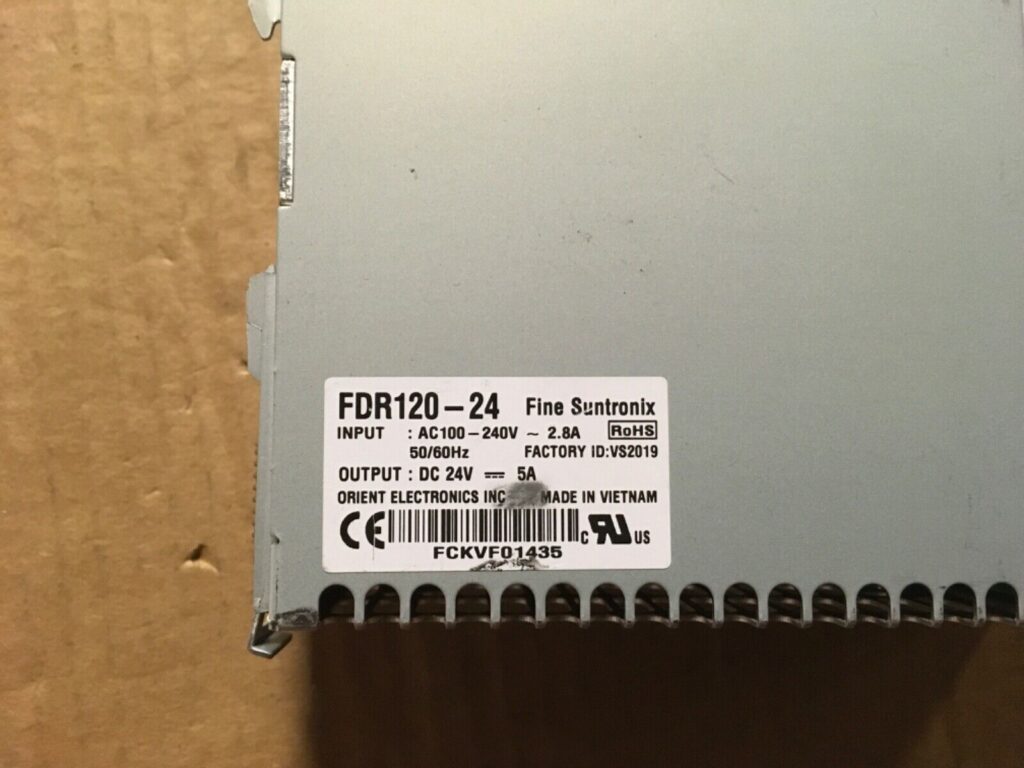 FDR120-24 Fine Suntronix
INPUT : AC100-240V ~ 2.8A RoHS
50/60Hz FACTORY ID:VS2019
OUTPUT : DC 24V ⎓ 5A
ORIENT ELECTRONICS INC MADE IN VIETNAM
CE c RU US
FCKVF01435